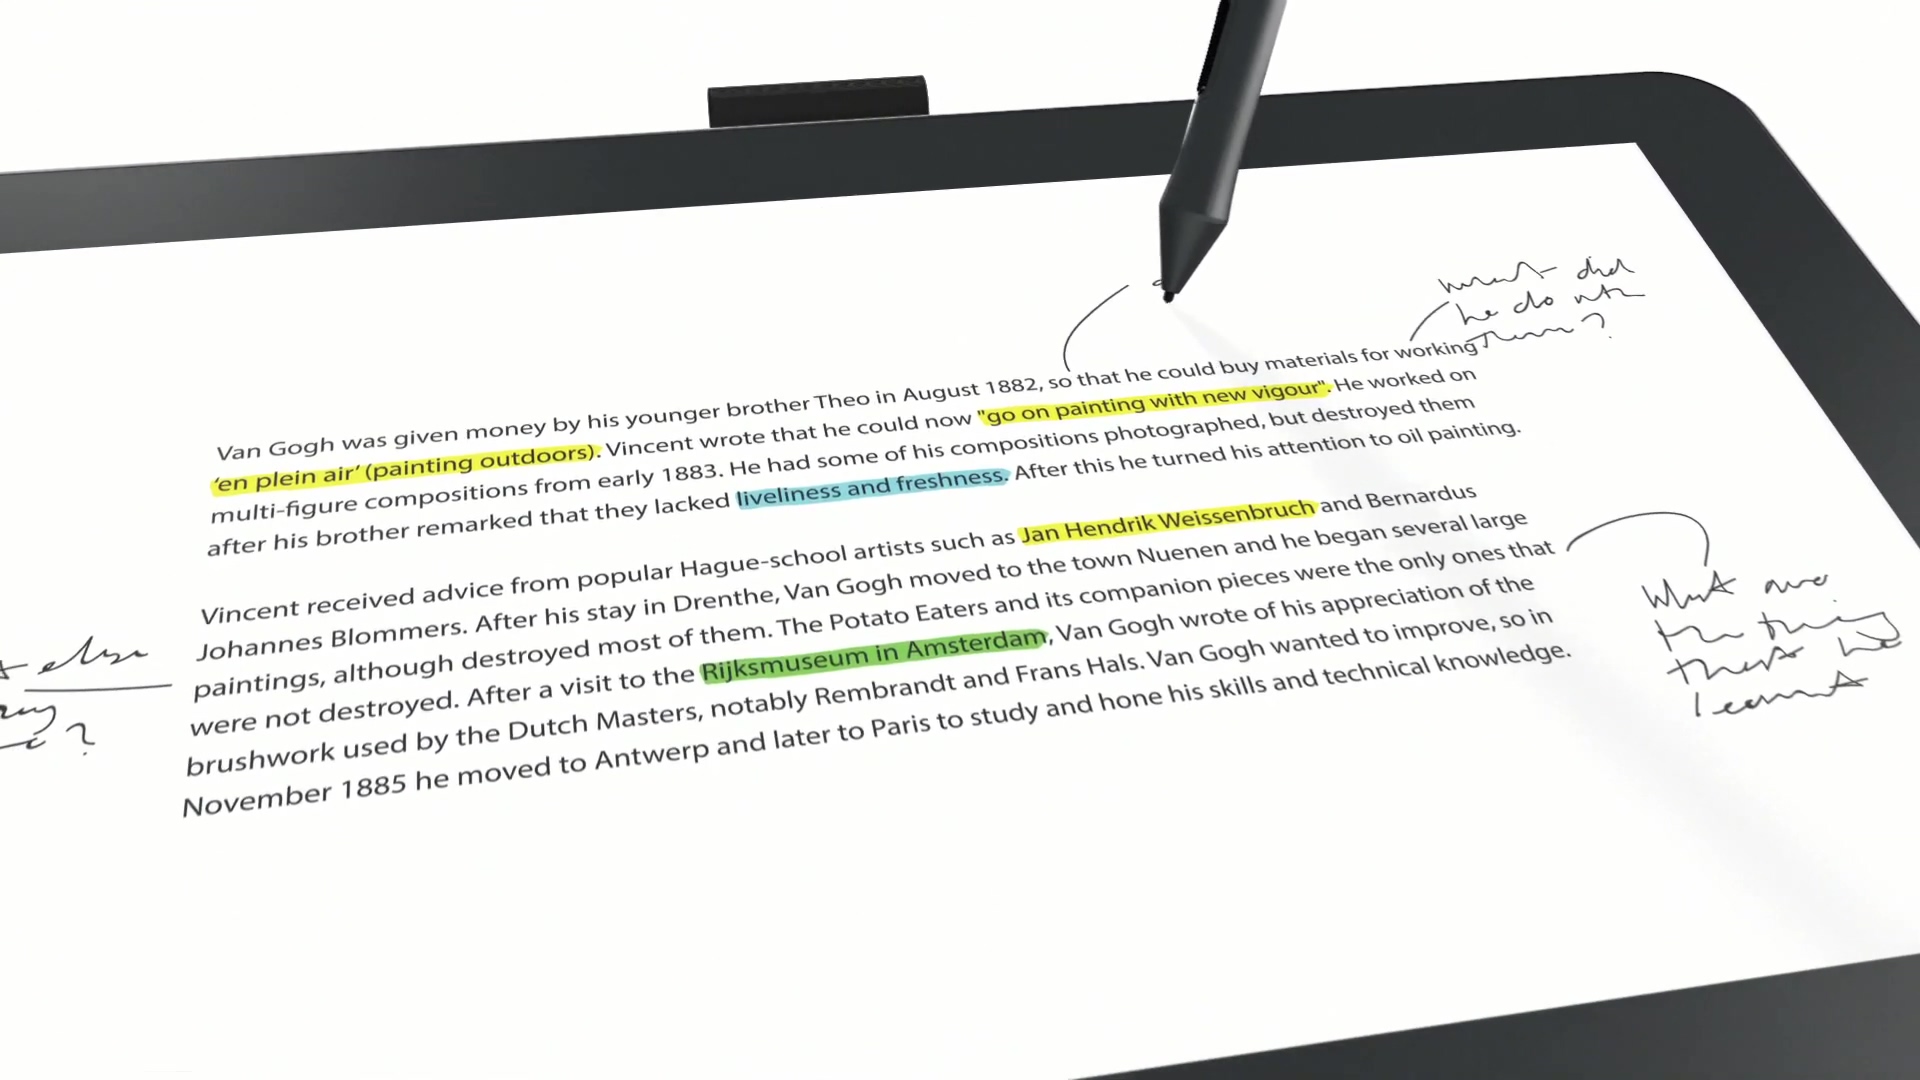 what did
he do with
them?
Van Gogh was given money by his younger brother Theo in August 1882, so that he could buy materials for working
'en plein air' (painting outdoors). Vincent wrote that he could now "go on painting with new vigour". He worked on
multi-figure compositions from early 1883. He had some of his compositions photographed, but destroyed them
after his brother remarked that they lacked liveliness and freshness. After this he turned his attention to oil painting.
Vincent received advice from popular Hague-school artists such as Jan Hendrik Weissenbruch and Bernardus
Johannes Blommers. After his stay in Drenthe, Van Gogh moved to the town Nuenen and he began several large
paintings, although destroyed most of them. The Potato Eaters and its companion pieces were the only ones that
were not destroyed. After a visit to the Rijksmuseum in Amsterdam, Van Gogh wrote of his appreciation of the
brushwork used by the Dutch Masters, notably Rembrandt and Frans Hals. Van Gogh wanted to improve, so in
November 1885 he moved to Antwerp and later to Paris to study and hone his skills and technical knowledge.
else
?
What are
the things
that he
learnt